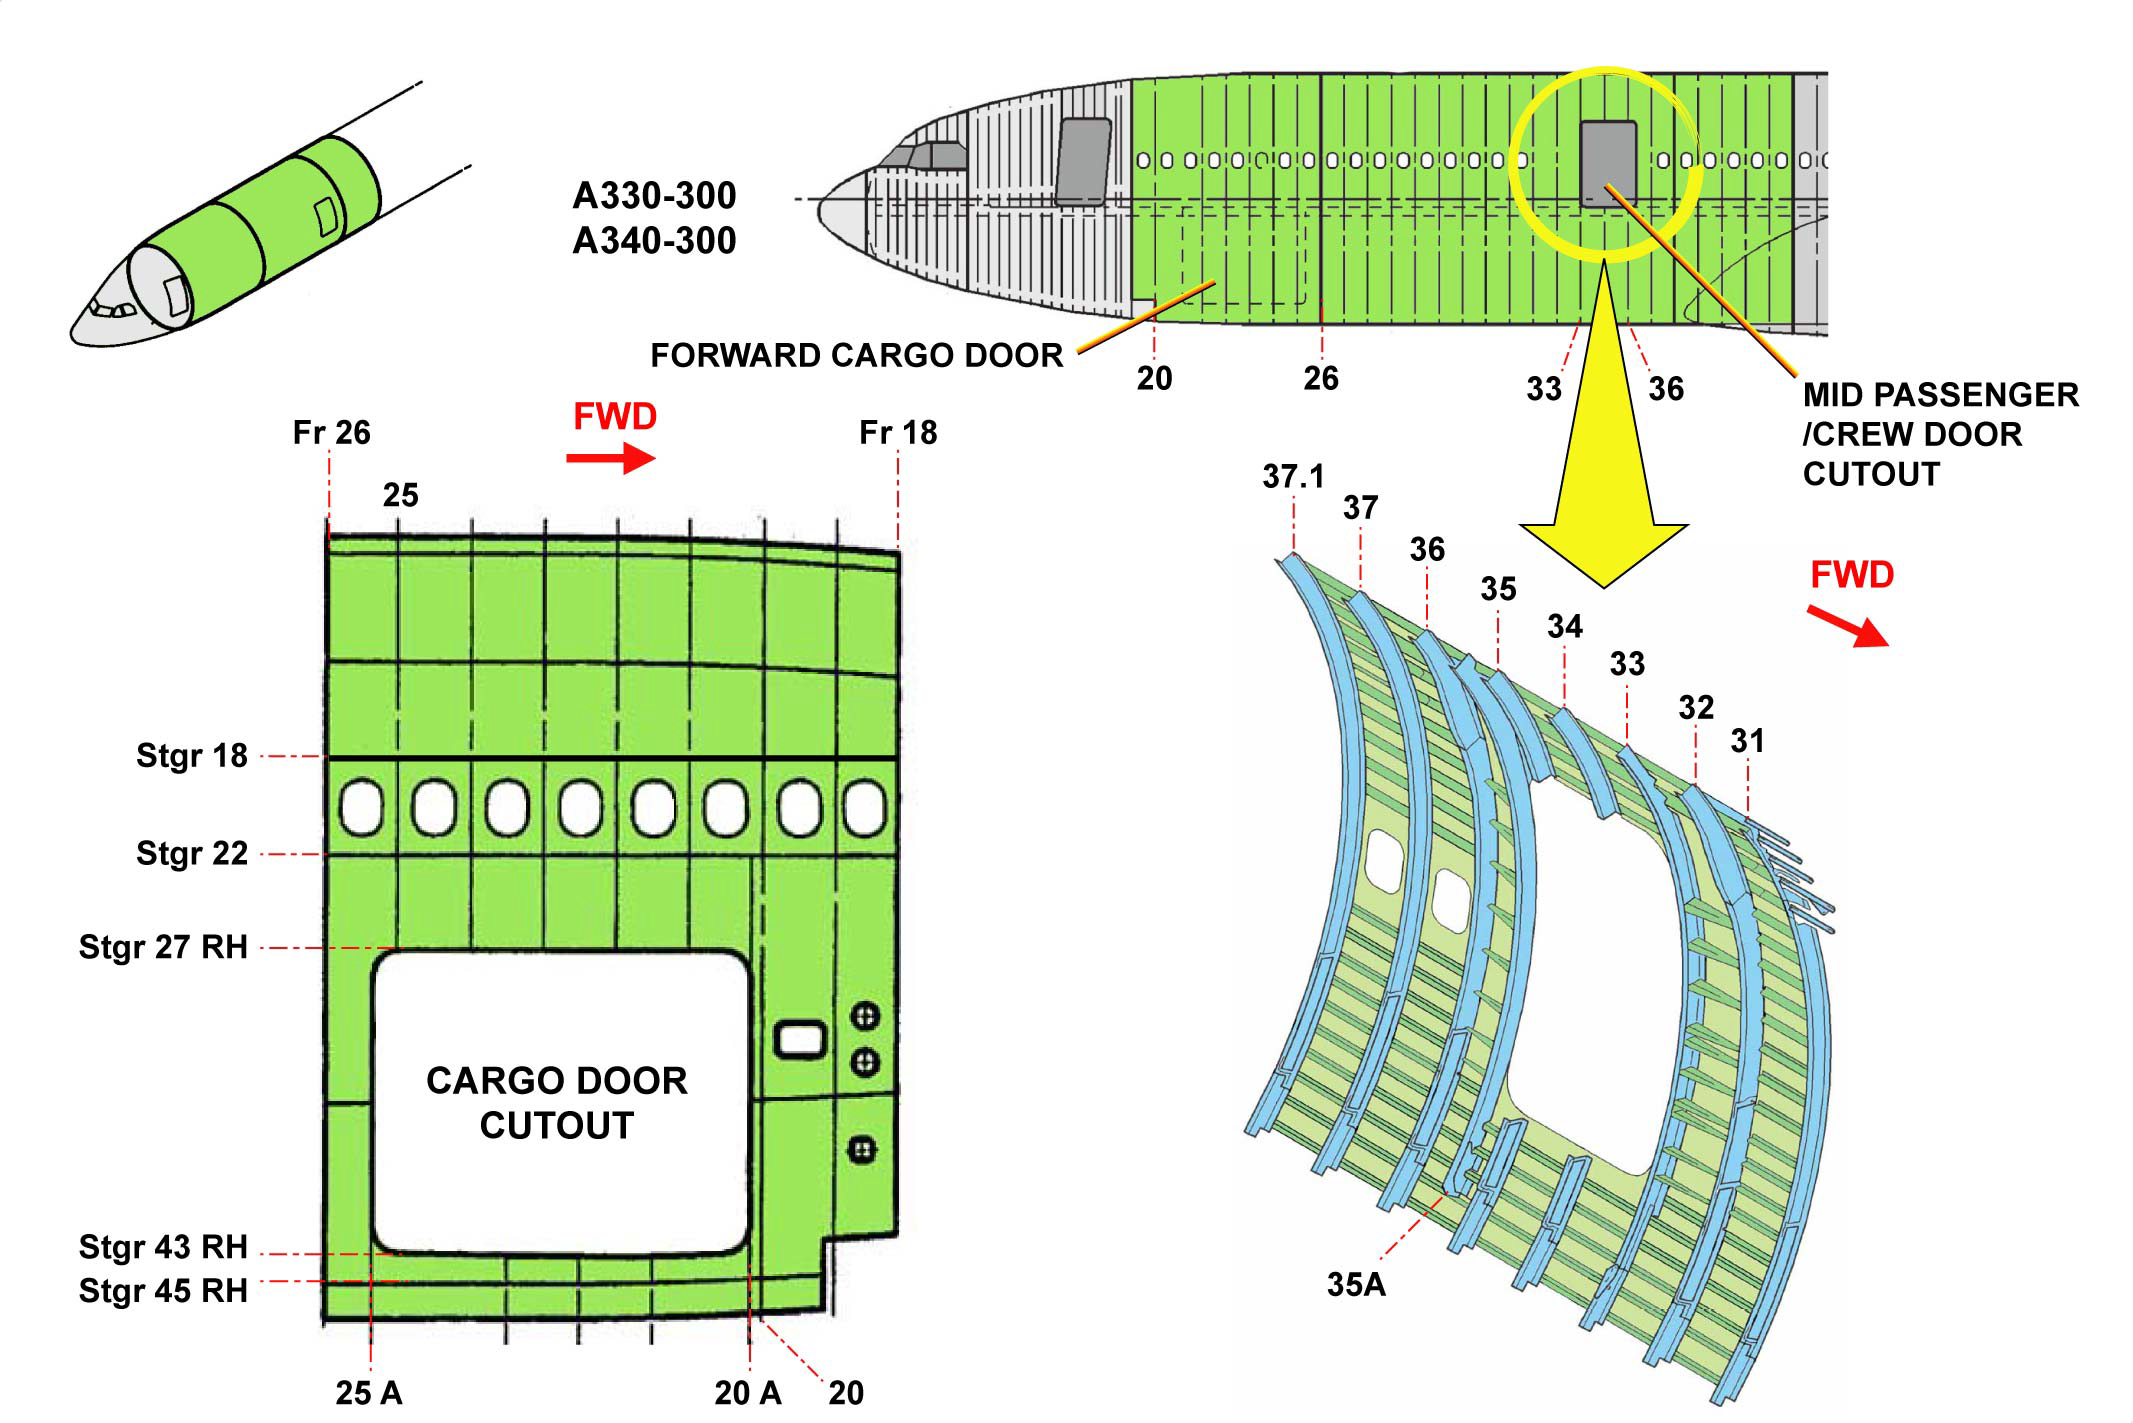 A330-300
A340-300
FORWARD CARGO DOOR
20
26
33
36
MID PASSENGER
/CREW DOOR
CUTOUT
Fr 26
FWD
Fr 18
25
Stgr 18
Stgr 22
Stgr 27 RH
CARGO DOOR
CUTOUT
Stgr 43 RH
Stgr 45 RH
25 A
20 A
20
37.1
37
36
35
34
33
32
31
FWD
35A